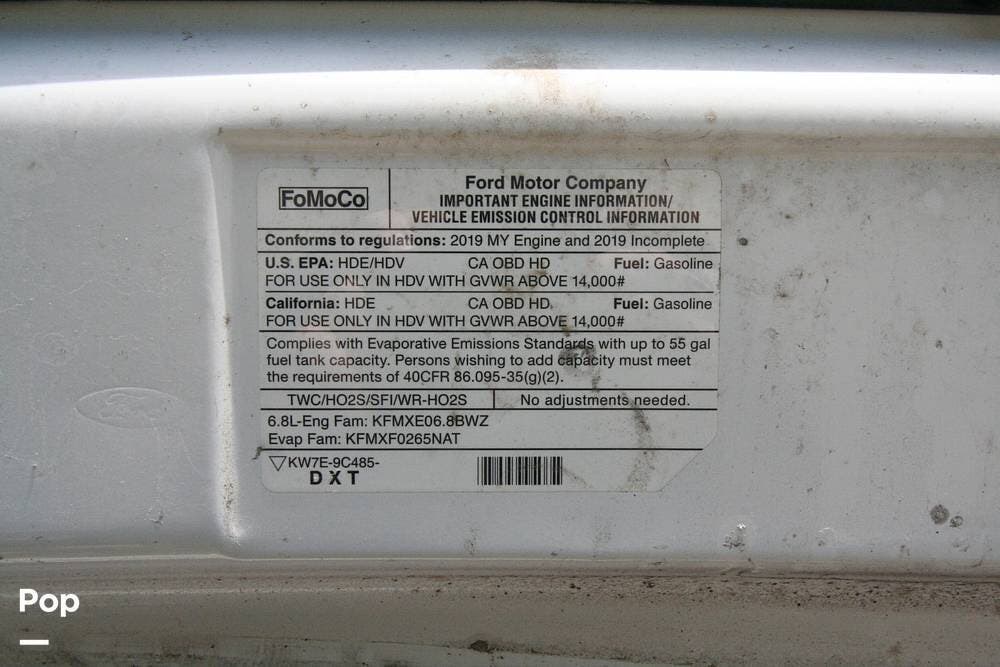 FoMoCo
Ford Motor Company
IMPORTANT ENGINE INFORMATION/
VEHICLE EMISSION CONTROL INFORMATION
Conforms to regulations: 2019 MY Engine and 2019 Incomplete
U.S. EPA: HDE/HDV CA OBD HD Fuel: Gasoline
FOR USE ONLY IN HDV WITH GVWR ABOVE 14,000#
California: HDE CA OBD HD Fuel: Gasoline
FOR USE ONLY IN HDV WITH GVWR ABOVE 14,000#
Complies with Evaporative Emissions Standards with up to 55 gal
fuel tank capacity. Persons wishing to add capacity must meet
the requirements of 40CFR 86.095-35(g)(2).
TWC/HO2S/SFI/WR-HO2S No adjustments needed.
6.8L-Eng Fam: KFMXE06.8BWZ
Evap Fam: KFMXF0265NAT
KW7E-9C485-
DXT
Ford
Pop